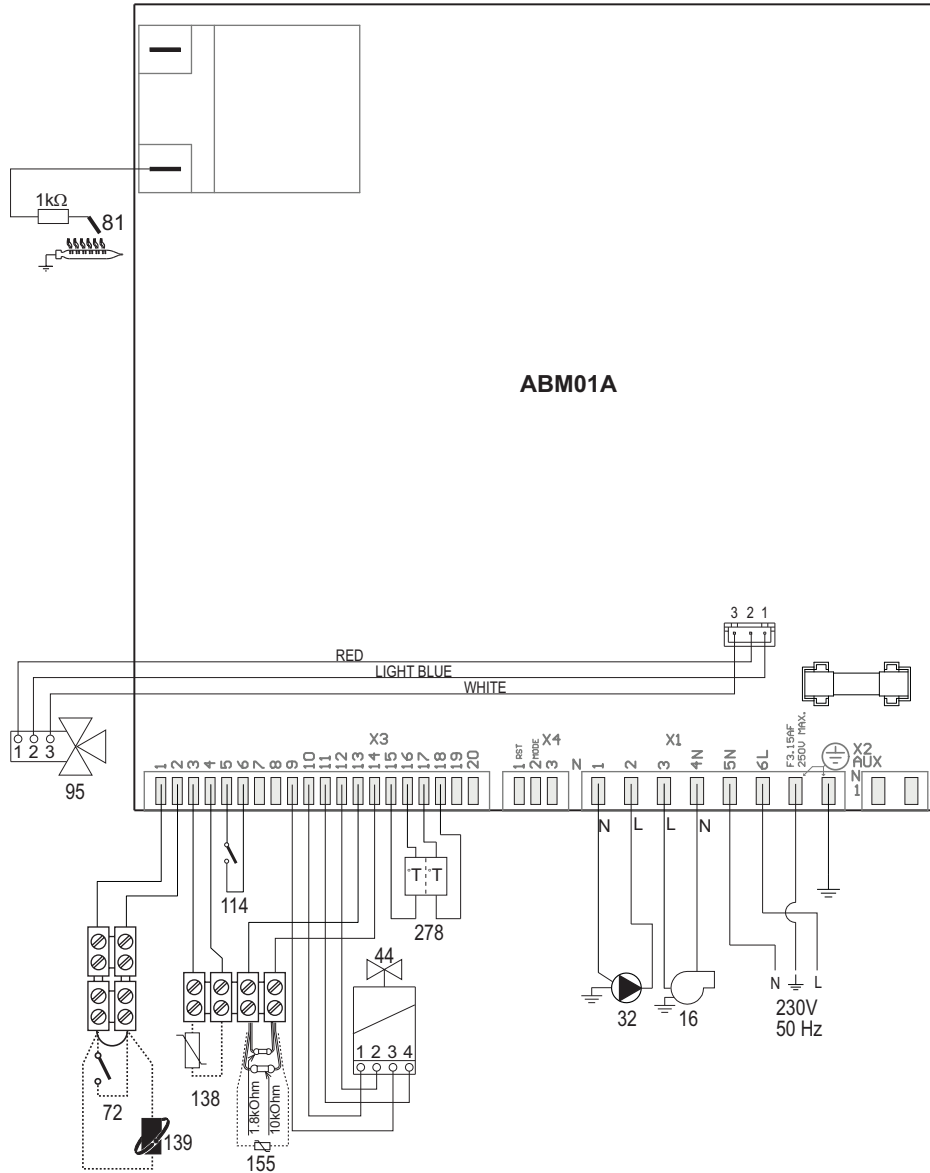 1kΩ
81
ABM01A
3 2 1
RED
LIGHT BLUE
WHITE
1 2 3
95
X3
1 2 3 4 5 6 7 8 9 10 11 12 13 14 15 16 17 18 19 20
X4
1 RST
2 MODE
3
X1
N 1 2 3 4N 5N 6L
F3.15AF
250V MAX.
X2
AUX
N
1
N L L N
114
°T °T
278
44
1 2 3 4
32
16
N L
230V
50 Hz
72
139
138
1.8kOhm
10kOhm
155